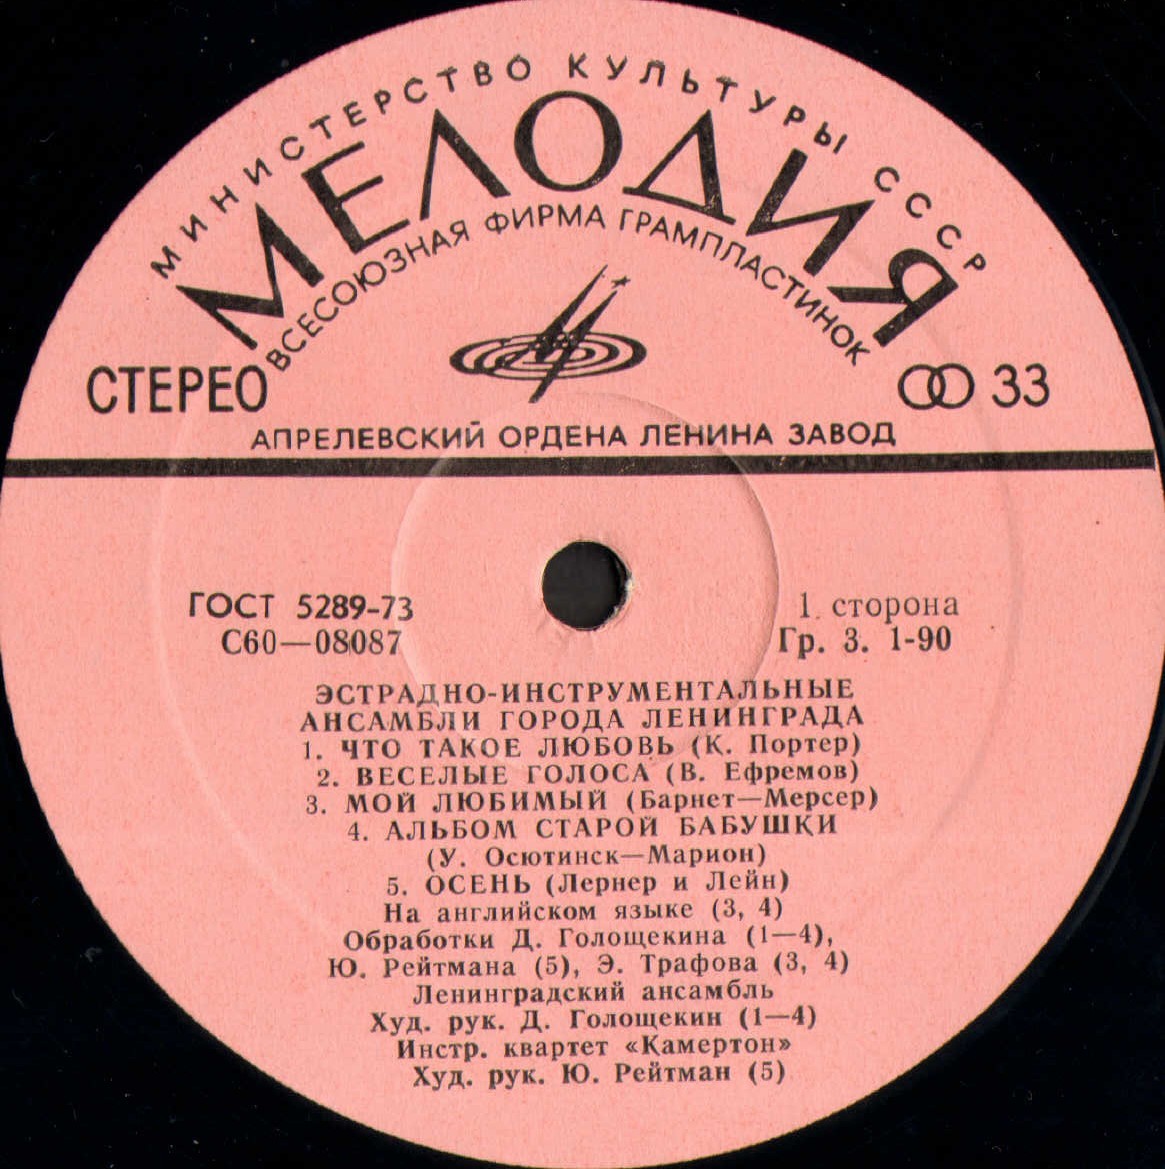 МИНИСТЕРСТВО КУЛЬТУРЫ СССР
МЕЛОДИЯ
ВСЕСОЮЗНАЯ ФИРМА ГРАМПЛАСТИНОК
СТЕРЕО
33
АПРЕЛЕВСКИЙ ОРДЕНА ЛЕНИНА ЗАВОД
ГОСТ 5289-73
С60—08087
1 сторона
Гр. 3. 1-90
ЭСТРАДНО-ИНСТРУМЕНТАЛЬНЫЕ
АНСАМБЛИ ГОРОДА ЛЕНИНГРАДА
1. ЧТО ТАКОЕ ЛЮБОВЬ (К. Портер)
2. ВЕСЕЛЫЕ ГОЛОСА (В. Ефремов)
3. МОЙ ЛЮБИМЫЙ (Барнет—Мерсер)
4. АЛЬБОМ СТАРОЙ БАБУШКИ
(У. Осютинск—Марион)
5. ОСЕНЬ (Лернер и Лейн)
На английском языке (3, 4)
Обработки Д. Голощекина (1—4),
Ю. Рейтмана (5), Э. Трафова (3, 4)
Ленинградский ансамбль
Худ. рук. Д. Голощекин (1—4)
Инстр. квартет «Камертон»
Худ. рук. Ю. Рейтман (5)